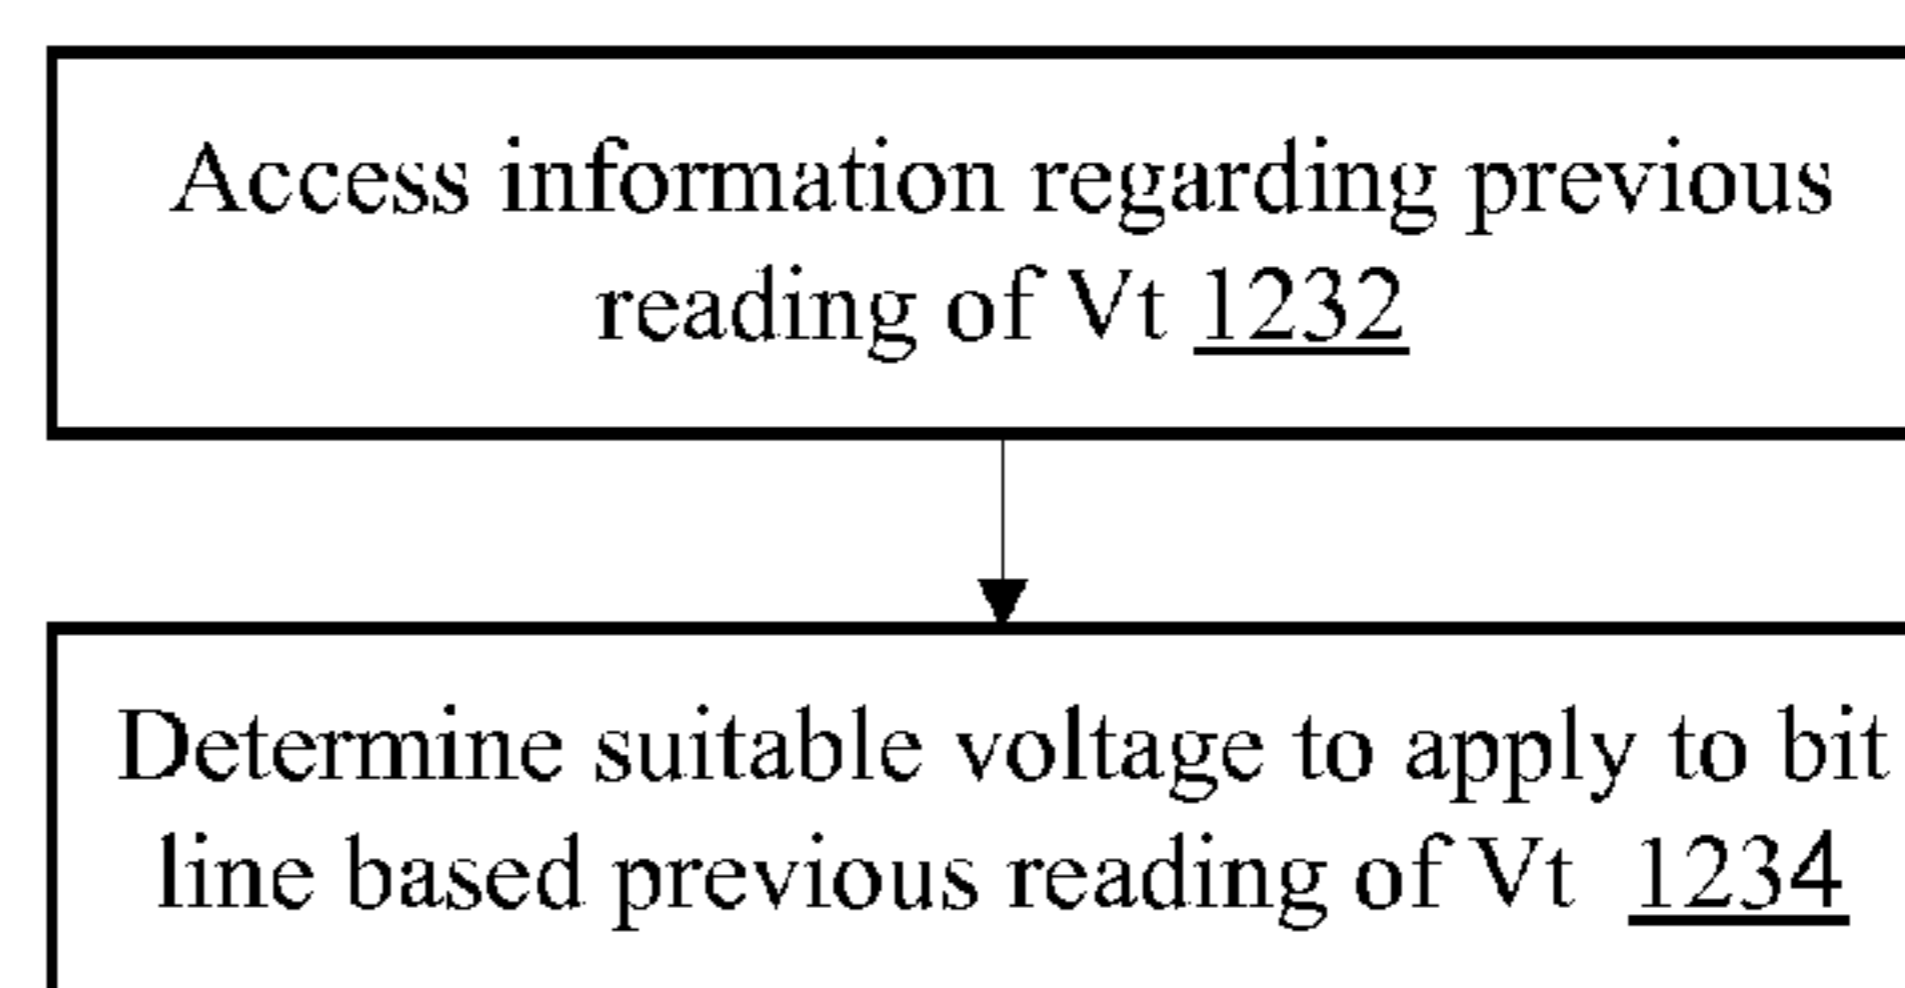 Access information regarding previous
reading of Vt 1232
Determine suitable voltage to apply to bit
line based previous reading of Vt 1234